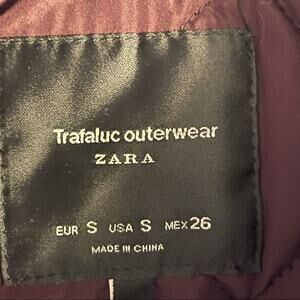 Trafaluc outerwear
ZARA
EUR S USA S MEX 26
MADE IN CHINA